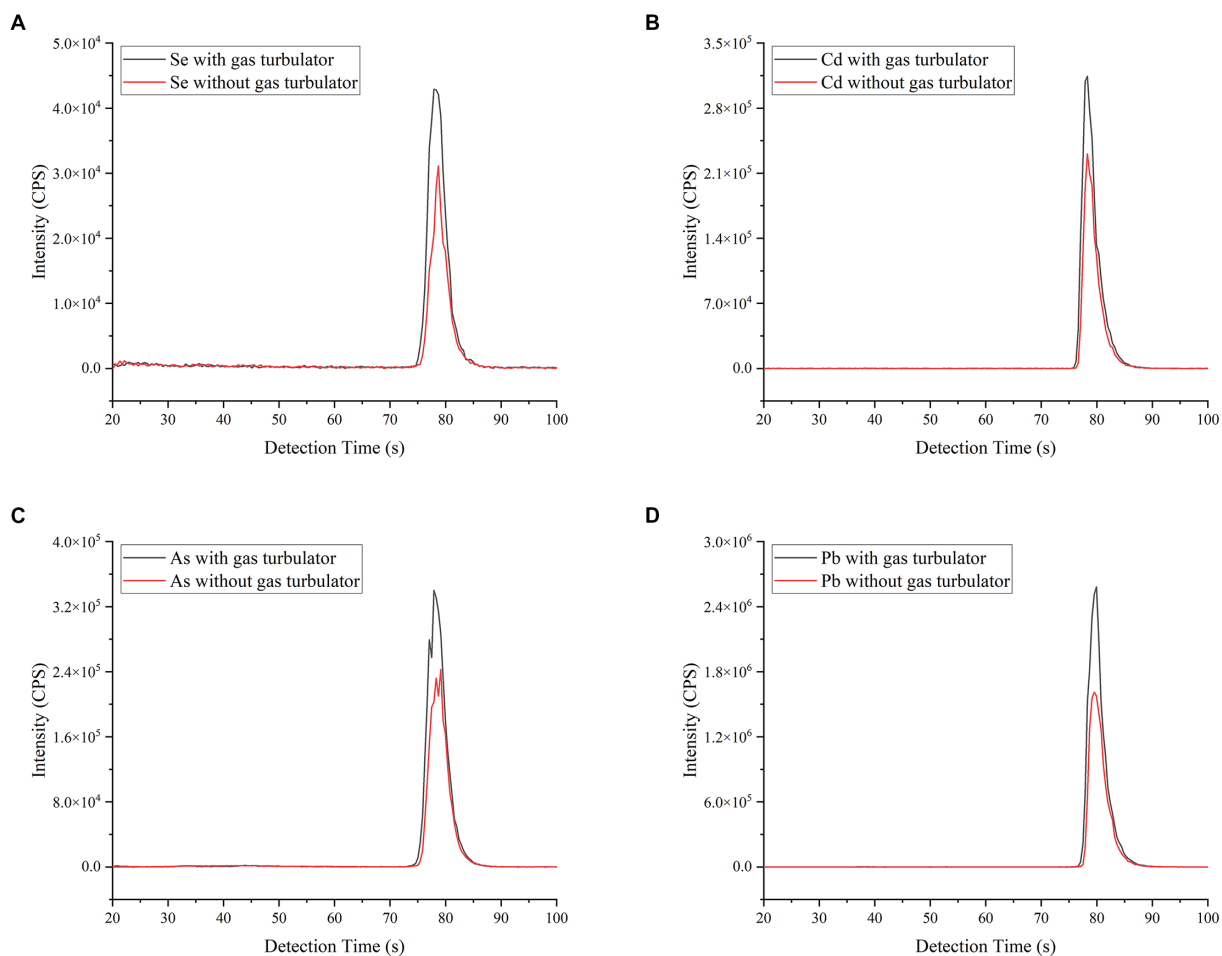 A
Se with gas turbulator
Se without gas turbulator
5.0×10⁴
4.0×10⁴
3.0×10⁴
2.0×10⁴
1.0×10⁴
0.0
Intensity (CPS)
20 30 40 50 60 70 80 90 100
Detection Time (s)
B
Cd with gas turbulator
Cd without gas turbulator
3.5×10⁵
2.8×10⁵
2.1×10⁵
1.4×10⁵
7.0×10⁴
0.0
Intensity (CPS)
20 30 40 50 60 70 80 90 100
Detection Time (s)
C
As with gas turbulator
As without gas turbulator
4.0×10⁵
3.2×10⁵
2.4×10⁵
1.6×10⁵
8.0×10⁴
0.0
Intensity (CPS)
20 30 40 50 60 70 80 90 100
Detection Time (s)
D
Pb with gas turbulator
Pb without gas turbulator
3.0×10⁶
2.4×10⁶
1.8×10⁶
1.2×10⁶
6.0×10⁵
0.0
Intensity (CPS)
20 30 40 50 60 70 80 90 100
Detection Time (s)